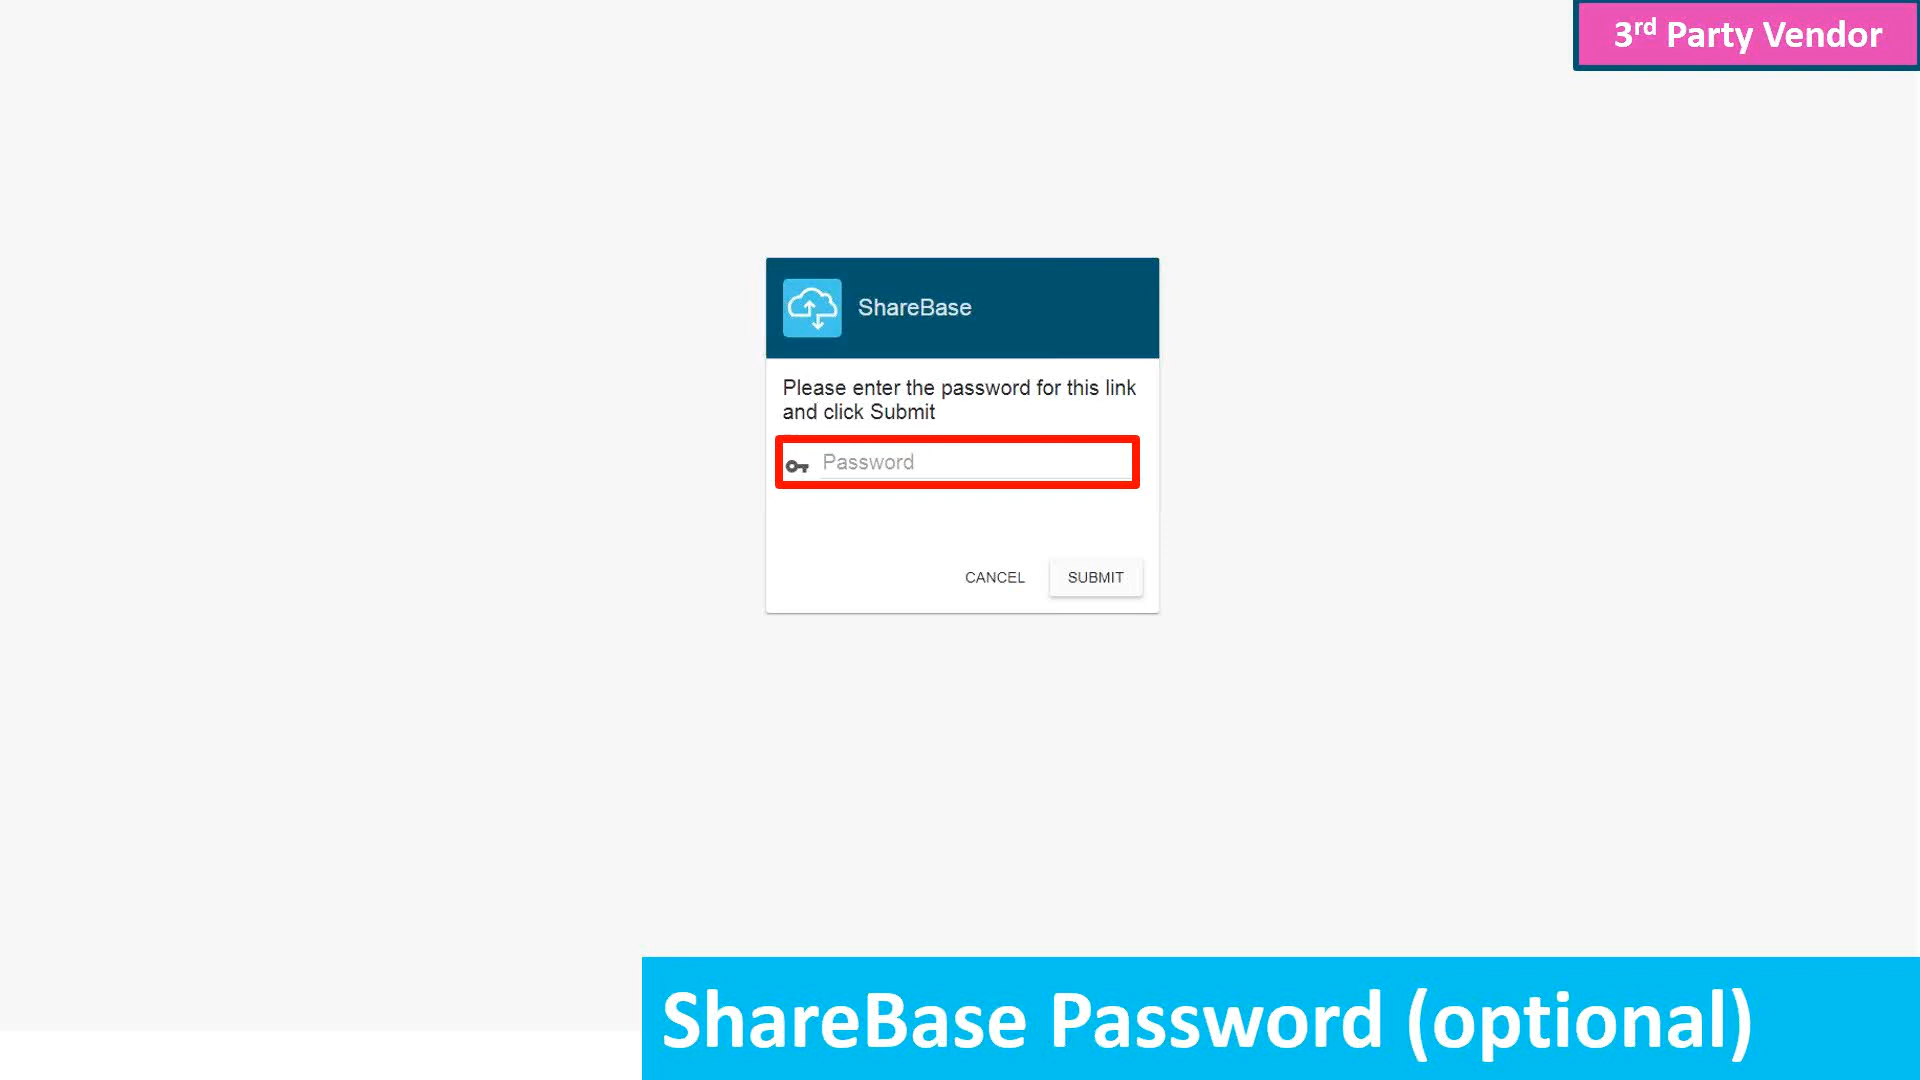 3rd Party Vendor
ShareBase
Please enter the password for this link
and click Submit
Password
CANCEL
SUBMIT
ShareBase Password (optional)